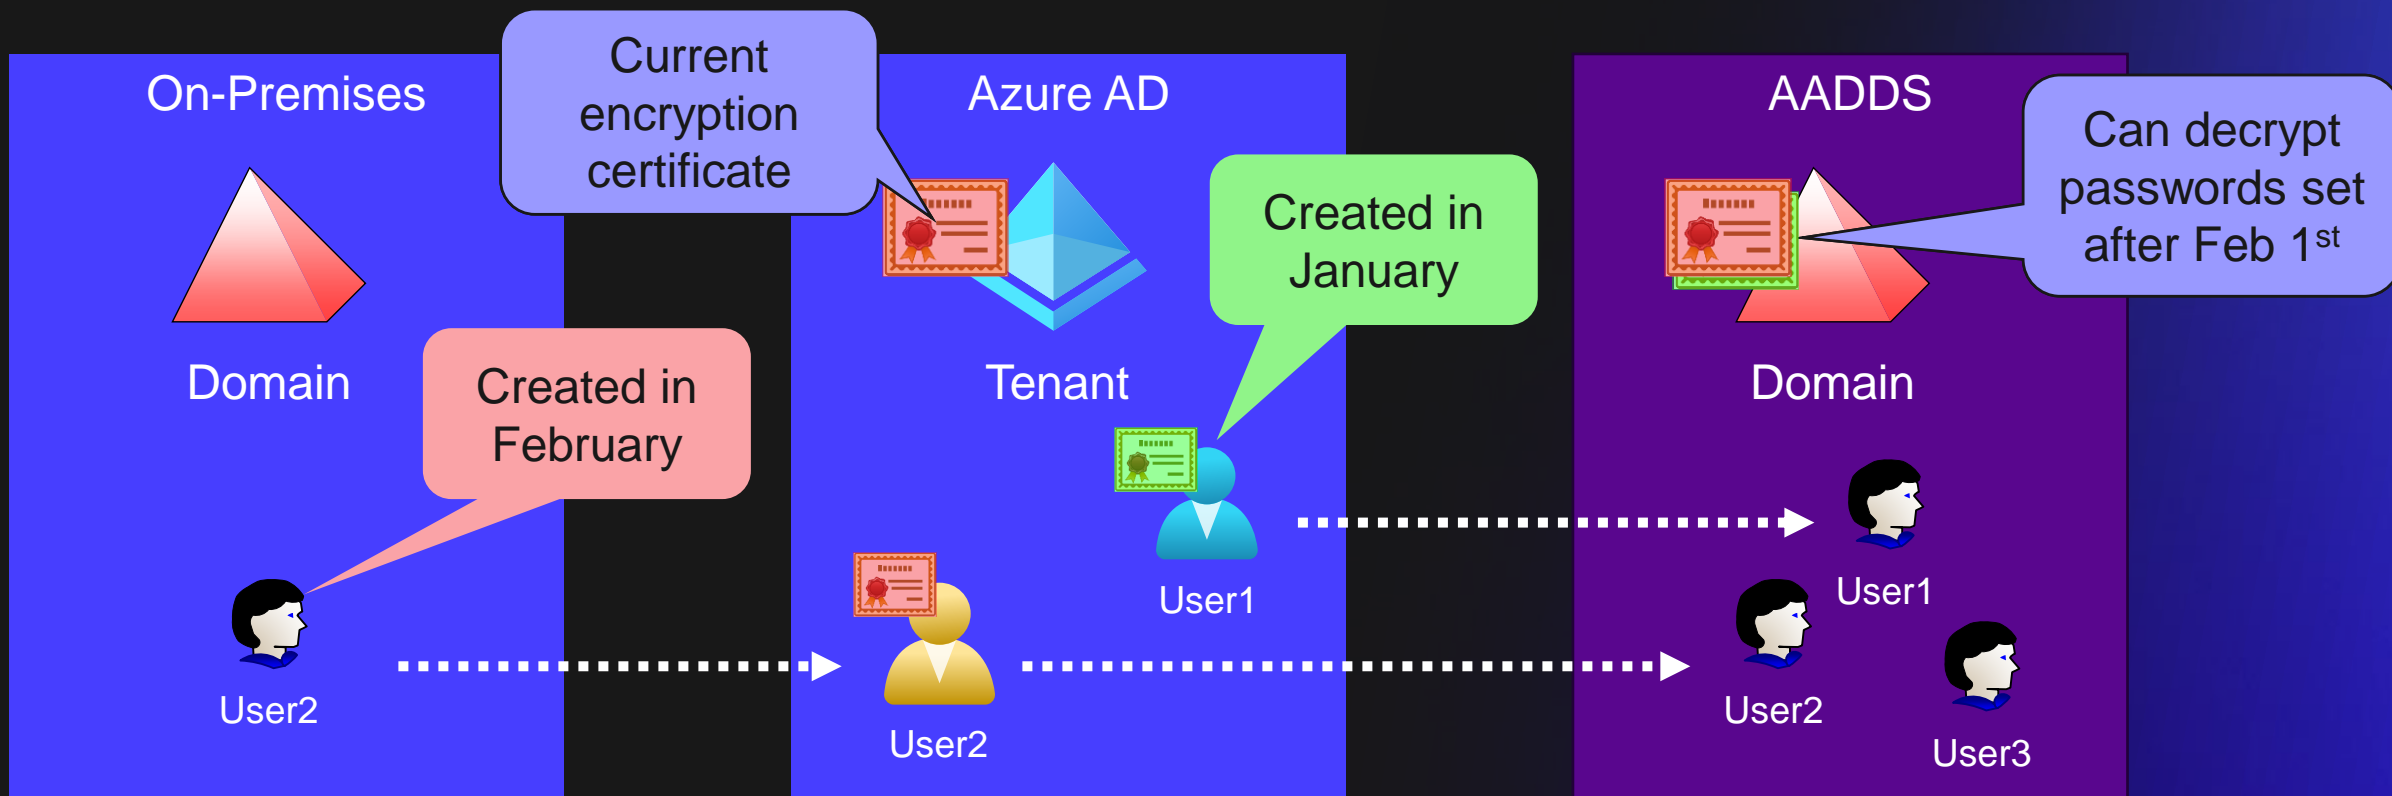 On-Premises
Domain
Created in
February
User2
Current
encryption
certificate
Azure AD
Tenant
Created in
January
User1
User2
AADDS
Can decrypt
passwords set
after Feb 1st
Domain
User1
User2
User3